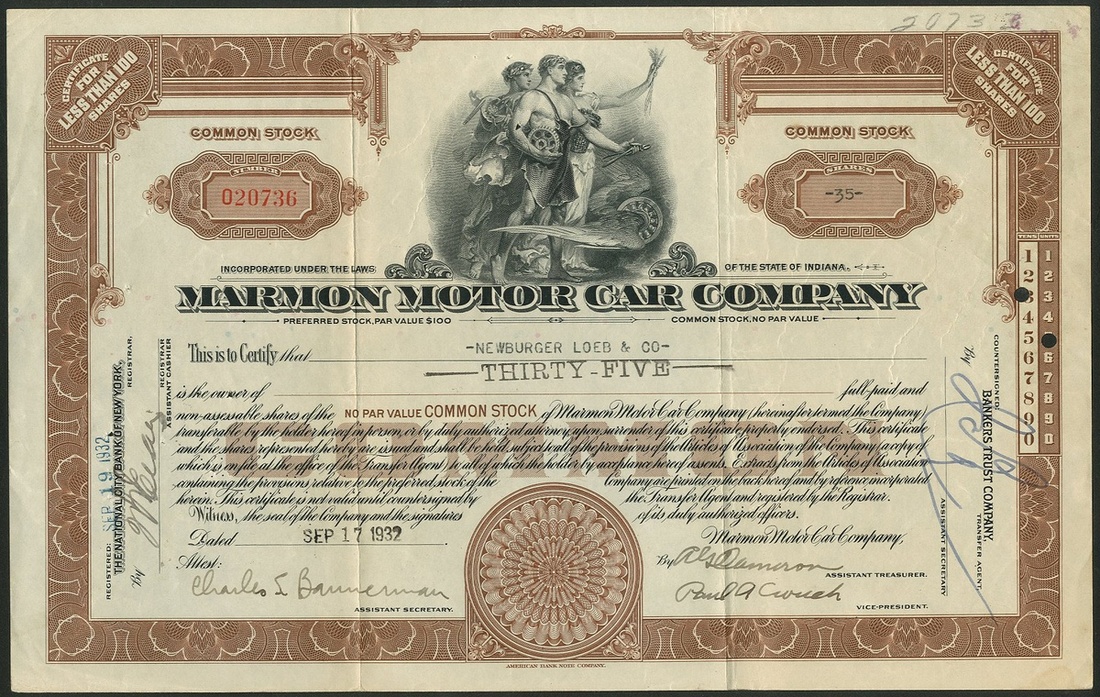 2073
CERTIFICATE
FOR
LESS THAN 100
SHARES
CERTIFICATE
FOR
LESS THAN 100
SHARES
COMMON STOCK
COMMON STOCK
NUMBER
020736
SHARES
-35-
INCORPORATED UNDER THE LAWS OF THE STATE OF INDIANA.
MARMON MOTOR CAR COMPANY
PREFERRED STOCK, PAR VALUE $100 COMMON STOCK, NO PAR VALUE
This is to Certify that -NEWBURGER LOEB & CO-
THIRTY-FIVE
is the owner of full-paid and
non-assessable shares of the NO PAR VALUE COMMON STOCK of Marmon Motor Car Company (hereinafter termed the Company)
transferable by the holder hereof in person, or by duly authorized attorney, upon surrender of this certificate properly endorsed. This certificate
and the shares represented hereby are issued and shall be held, subject to all of the provisions of the Articles of Association of the Company (a copy of
which is on file at the office of the Transfer Agent) to all of which the holder by acceptance hereof assents. Extracts from the Articles of Association
containing the provisions relative to the preferred stock of the Company are printed on the back hereof and by reference incorporated
herein. This certificate is not valid until countersigned by the Transfer Agent and registered by the Registrar.
Witness, the seal of the Company and the signatures of its duly authorized officers.
Dated SEP 17 1932
Marmon Motor Car Company,
Attest:
By A G Dameron
ASSISTANT TREASURER.
Charles S. Bannerman
ASSISTANT SECRETARY.
Paul A Crouch
VICE-PRESIDENT.
REGISTERED: SEP 19 1932
THE NATIONAL CITY BANK OF NEW YORK,
REGISTRAR.
By
REGISTRAR
ASSISTANT CASHIER
COUNTERSIGNED:
BANKERS TRUST COMPANY,
TRANSFER AGENT,
By
ASSISTANT SECRETARY
TENS UNITS
1 1
2 2
3
4 4
5
6 6
7 7
8 8
9 9
0 0
AMERICAN BANK NOTE COMPANY.